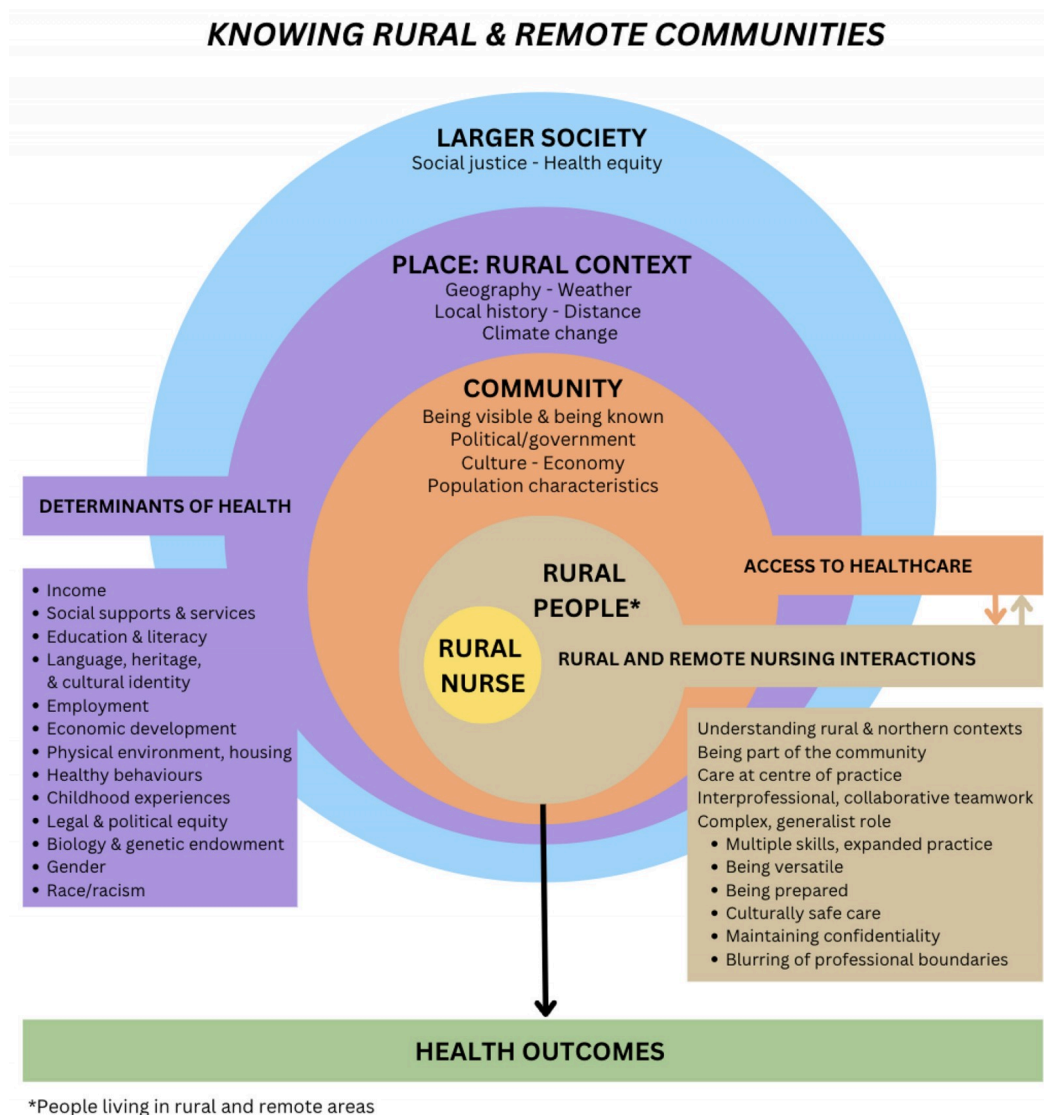 KNOWING RURAL & REMOTE COMMUNITIES
LARGER SOCIETY
Social justice - Health equity
PLACE: RURAL CONTEXT
Geography - Weather
Local history - Distance
Climate change
COMMUNITY
Being visible & being known
Political/government
Culture - Economy
Population characteristics
DETERMINANTS OF HEALTH
• Income
• Social supports & services
• Education & literacy
• Language, heritage,
& cultural identity
• Employment
• Economic development
• Physical environment, housing
• Healthy behaviours
• Childhood experiences
• Legal & political equity
• Biology & genetic endowment
• Gender
• Race/racism
RURAL
PEOPLE*
RURAL
NURSE
ACCESS TO HEALTHCARE
RURAL AND REMOTE NURSING INTERACTIONS
Understanding rural & northern contexts
Being part of the community
Care at centre of practice
Interprofessional, collaborative teamwork
Complex, generalist role
• Multiple skills, expanded practice
• Being versatile
• Being prepared
• Culturally safe care
• Maintaining confidentiality
• Blurring of professional boundaries
HEALTH OUTCOMES
*People living in rural and remote areas